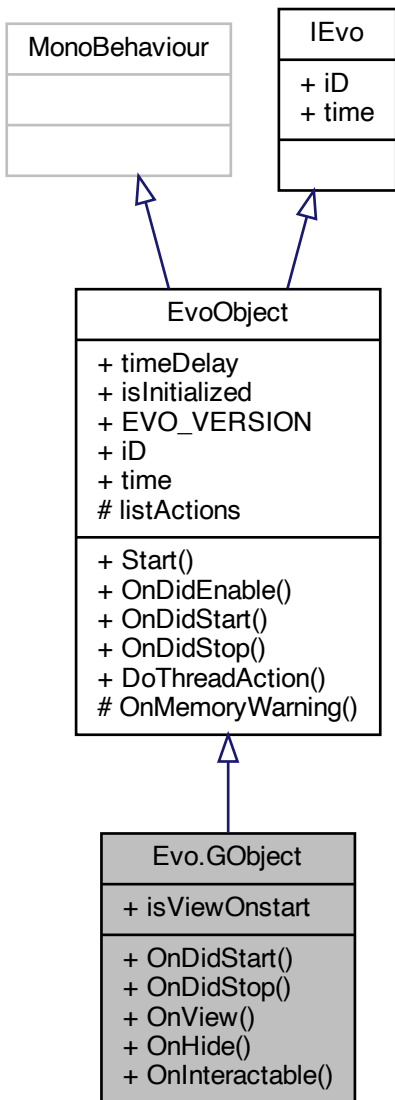 MonoBehaviour
IEvo
+ iD
+ time
EvoObject
+ timeDelay
+ isInitialized
+ EVO_VERSION
+ iD
+ time
# listActions
+ Start()
+ OnDidEnable()
+ OnDidStart()
+ OnDidStop()
+ DoThreadAction()
# OnMemoryWarning()
Evo.GObject
+ isViewOnstart
+ OnDidStart()
+ OnDidStop()
+ OnView()
+ OnHide()
+ OnInteractable()